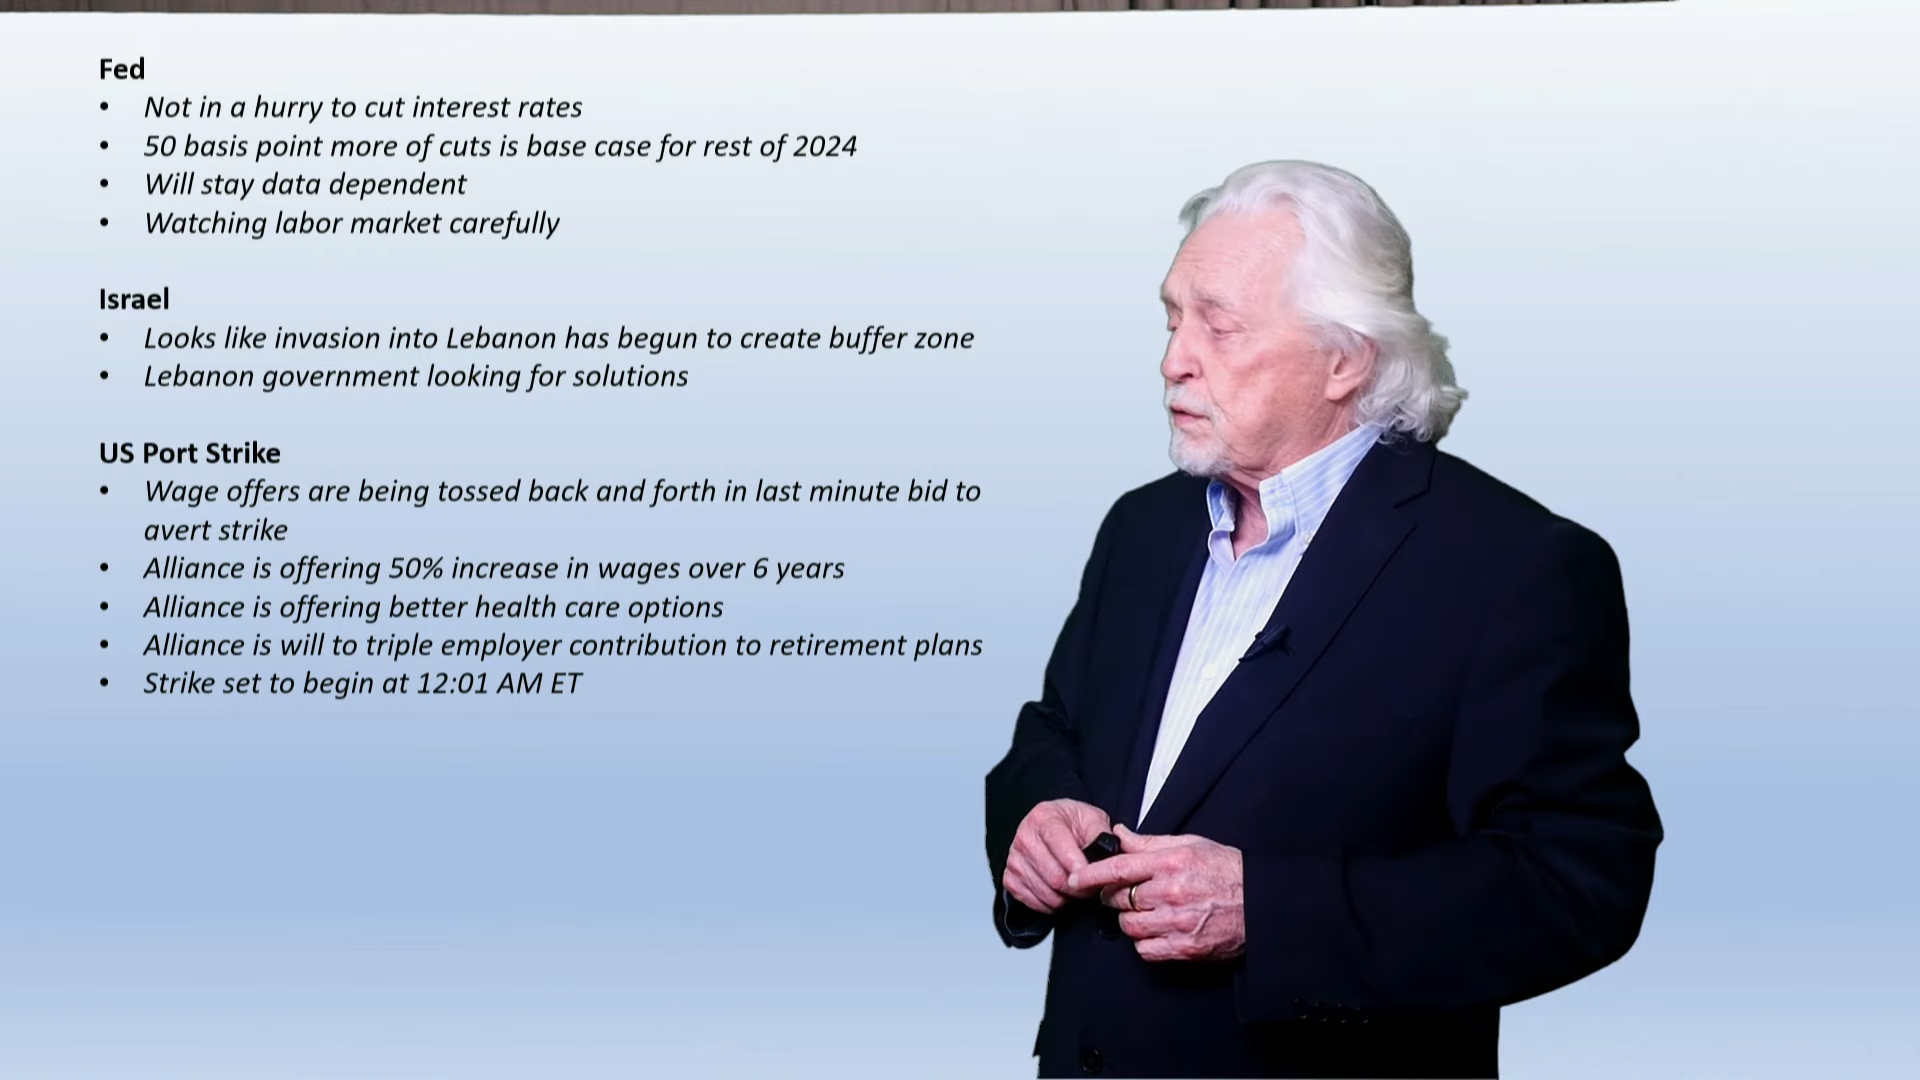 Fed
• Not in a hurry to cut interest rates
• 50 basis point more of cuts is base case for rest of 2024
• Will stay data dependent
• Watching labor market carefully
Israel
• Looks like invasion into Lebanon has begun to create buffer zone
• Lebanon government looking for solutions
US Port Strike
• Wage offers are being tossed back and forth in last minute bid to
avert strike
• Alliance is offering 50% increase in wages over 6 years
• Alliance is offering better health care options
• Alliance is will to triple employer contribution to retirement plans
• Strike set to begin at 12:01 AM ET